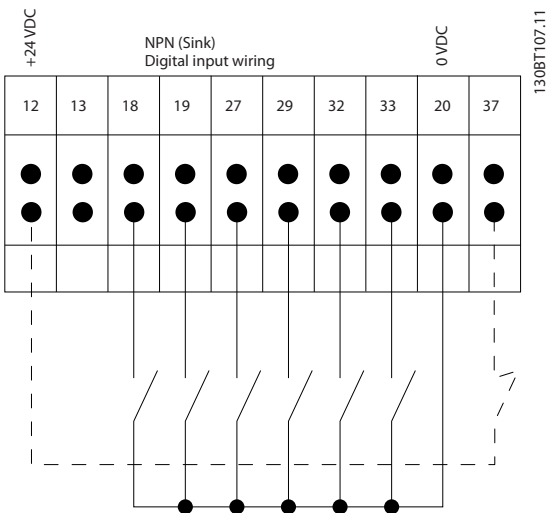 +24 VDC
NPN (Sink)
Digital input wiring
0 VDC
130BT107.11
12 13 18 19 27 29 32 33 20 37